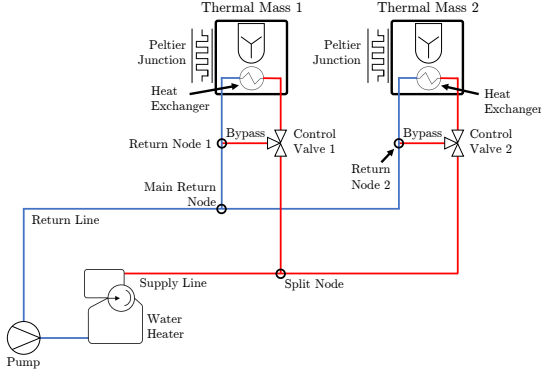 Thermal Mass 1
Thermal Mass 2
Peltier
Junction
Peltier
Junction
Heat
Exchanger
Heat
Exchanger
Return Node 1
Bypass
Control
Valve 1
Bypass
Control
Valve 2
Return
Node 2
Main Return
Node
Return Line
Supply Line
Split Node
Water
Heater
Pump